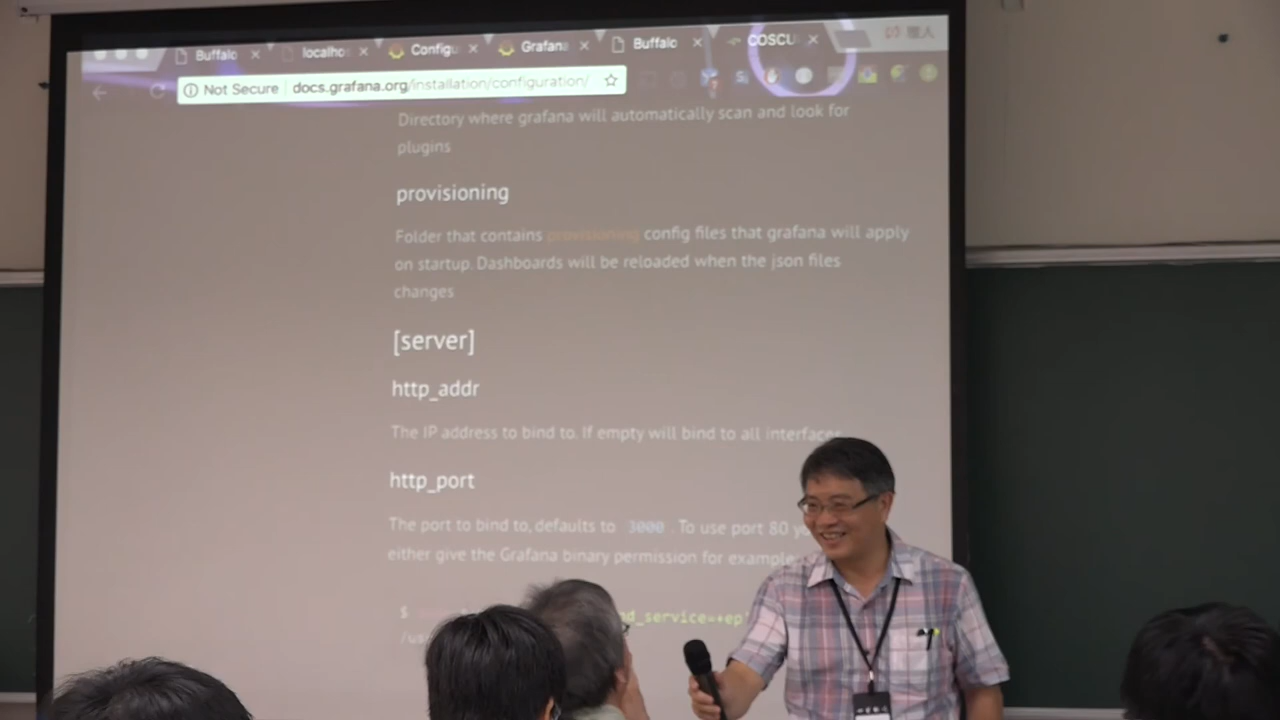 Buffalo
localho
Configu
Grafana
Buffalo
COSCU
Not Secure
docs.grafana.org/installation/configuration/
Directory where grafana will automatically scan and look for
plugins
provisioning
Folder that contains provisioning config files that grafana will apply
on startup. Dashboards will be reloaded when the json files
changes
[server]
http_addr
The IP address to bind to. If empty will bind to all interfaces
http_port
The port to bind to, defaults to 3000 . To use port 80 y
either give the Grafana binary permission for example
$
nd_service=+ep'
/us